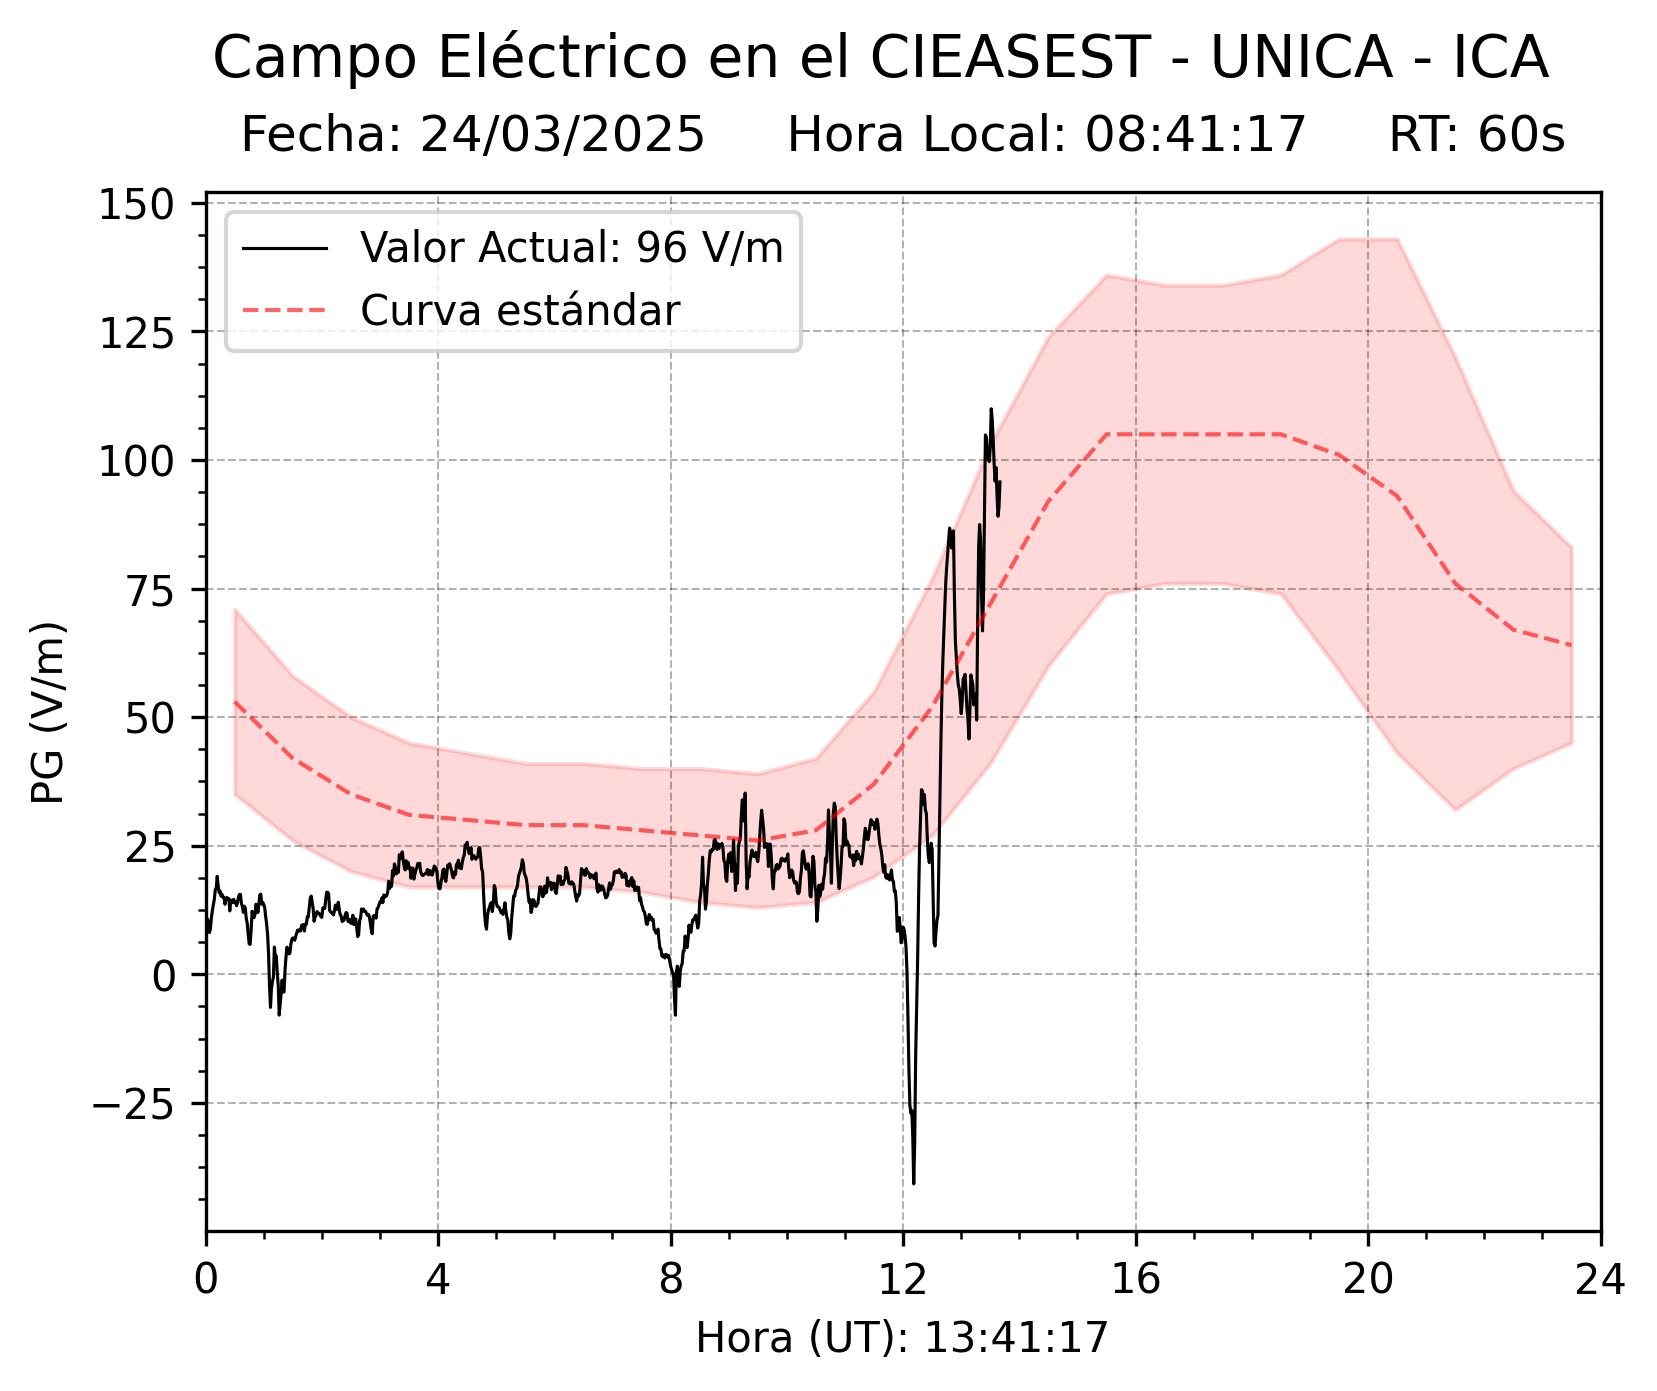 Campo Eléctrico en el CIEASEST - UNICA - ICA
Fecha: 24/03/2025 Hora Local: 08:41:17 RT: 60s
Valor Actual: 96 V/m
Curva estándar
150
125
100
75
50
25
0
−25
PG (V/m)
0 4 8 12 16 20 24
Hora (UT): 13:41:17